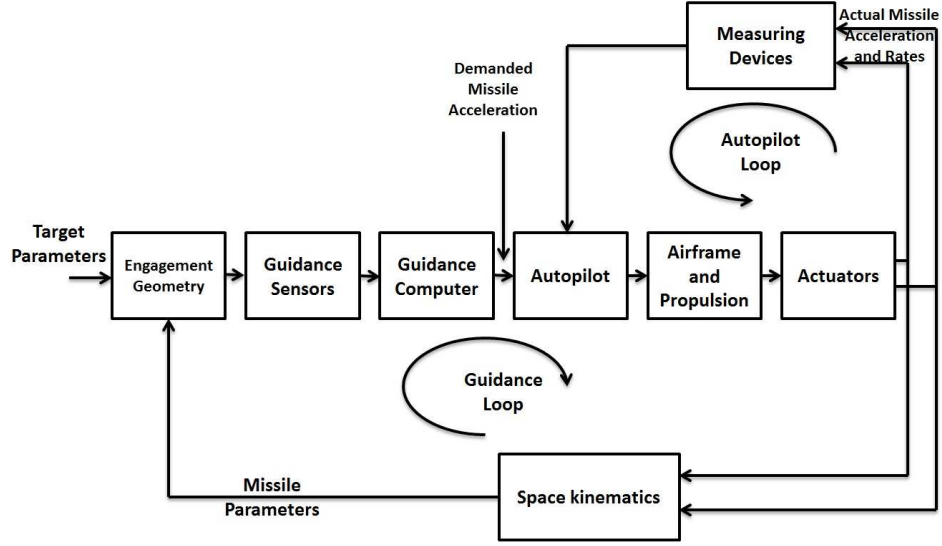 Measuring
Devices
Actual Missile
Acceleration
and Rates
Demanded
Missile
Acceleration
Autopilot
Loop
Target
Parameters
Engagement
Geometry
Guidance
Sensors
Guidance
Computer
Autopilot
Airframe
and
Propulsion
Actuators
Guidance
Loop
Missile
Parameters
Space kinematics